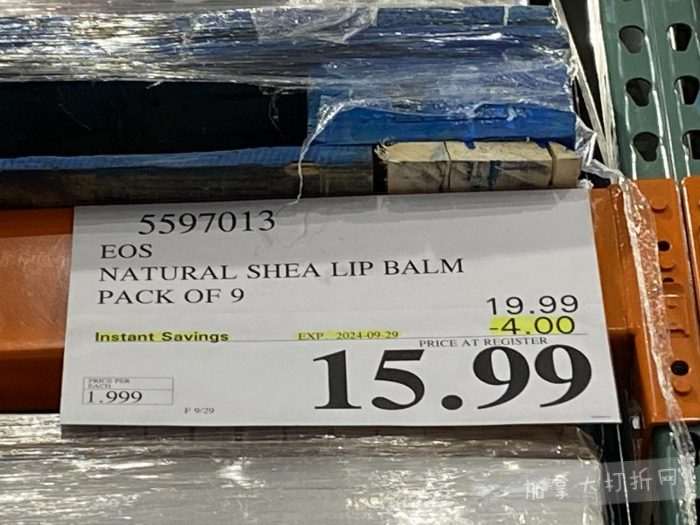 5597013
EOS
NATURAL SHEA LIP BALM
PACK OF 9
19.99
Instant Savings EXP 2024-09-29 -4.00
PRICE AT REGISTER
15.99
PRICE PER
EACH
1.999
P 9/29
加拿大打折网